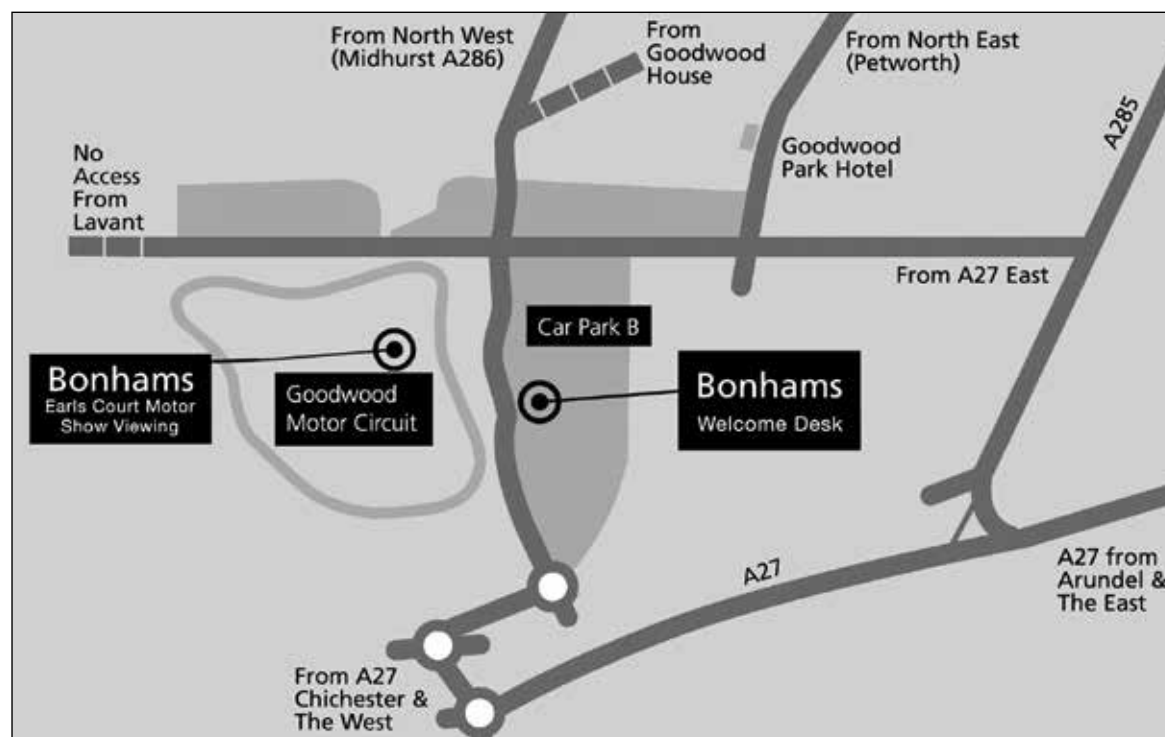 From North West
(Midhurst A286)
From
Goodwood
House
From North East
(Petworth)
A285
Goodwood
Park Hotel
No
Access
From
Lavant
From A27 East
Car Park B
Bonhams
Earls Court Motor
Show Viewing
Goodwood
Motor Circuit
Bonhams
Welcome Desk
A27
A27 from
Arundel &
The East
From A27
Chichester &
The West